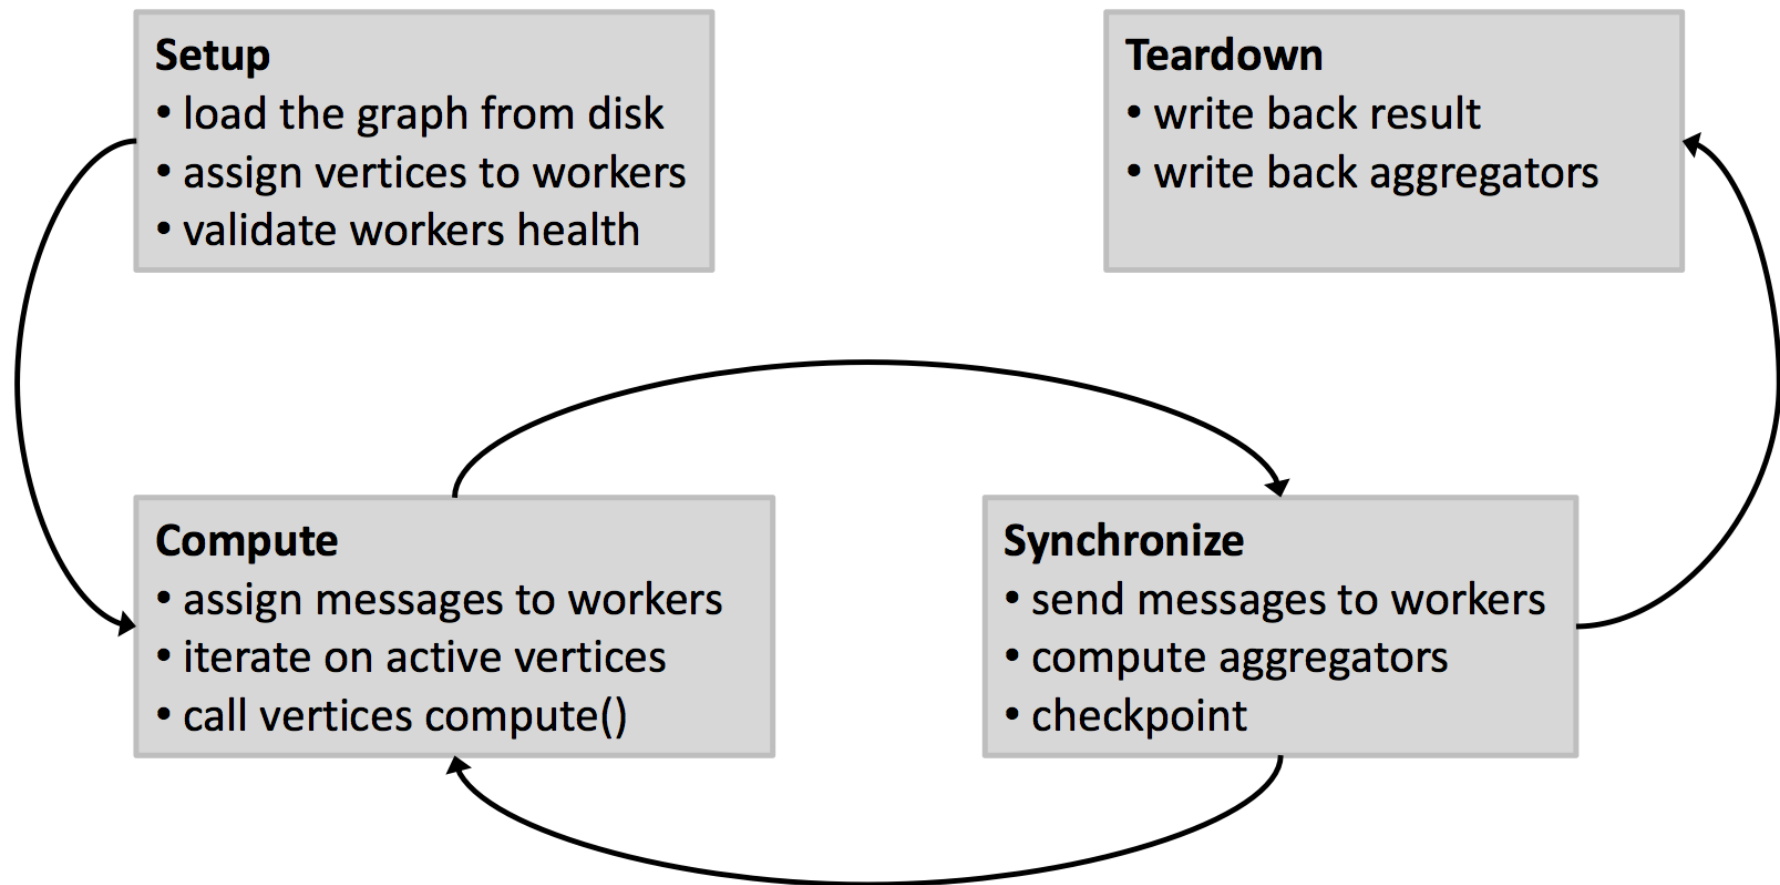 Setup
• load the graph from disk
• assign vertices to workers
• validate workers health
Teardown
• write back result
• write back aggregators
Compute
• assign messages to workers
• iterate on active vertices
• call vertices compute()
Synchronize
• send messages to workers
• compute aggregators
• checkpoint